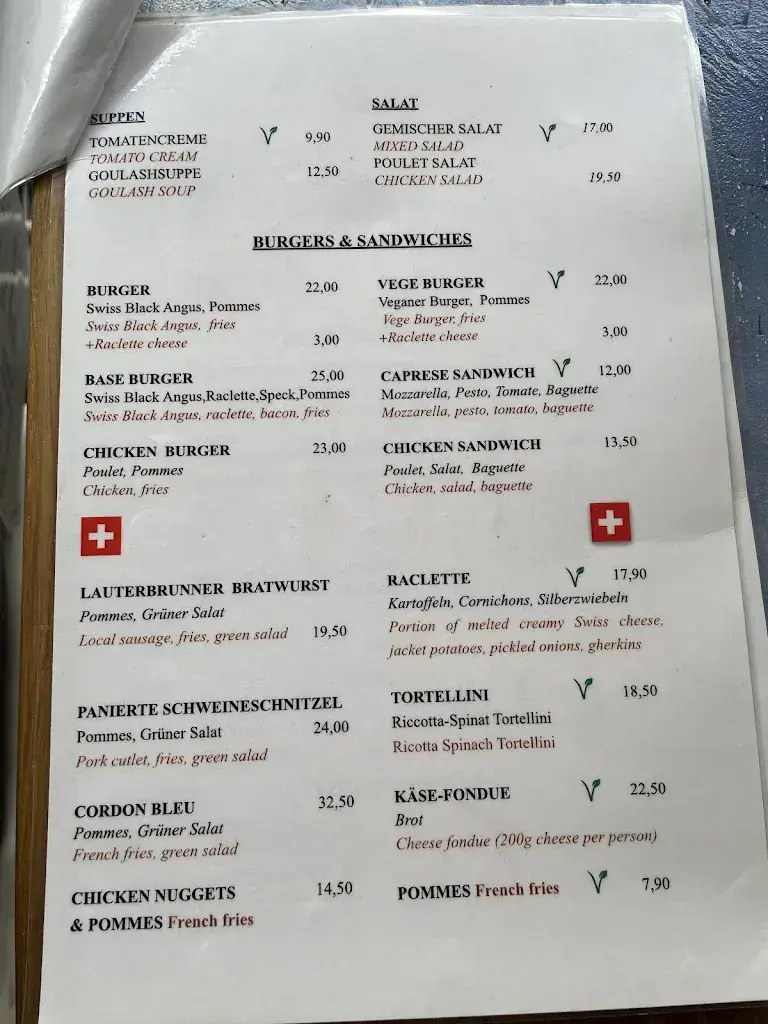 SUPPEN
TOMATENCREME 9,90
TOMATO CREAM
GOULASHSUPPE 12,50
GOULASH SOUP
SALAT
GEMISCHER SALAT 17,00
MIXED SALAD
POULET SALAT
CHICKEN SALAD 19,50
BURGERS & SANDWICHES
BURGER 22,00
Swiss Black Angus, Pommes
Swiss Black Angus, fries
+Raclette cheese 3,00
BASE BURGER 25,00
Swiss Black Angus,Raclette,Speck,Pommes
Swiss Black Angus, raclette, bacon, fries
CHICKEN BURGER 23,00
Poulet, Pommes
Chicken, fries
VEGE BURGER 22,00
Veganer Burger, Pommes
Vege Burger, fries
+Raclette cheese 3,00
CAPRESE SANDWICH 12,00
Mozzarella, Pesto, Tomate, Baguette
Mozzarella, pesto, tomato, baguette
CHICKEN SANDWICH 13,50
Poulet, Salat, Baguette
Chicken, salad, baguette
LAUTERBRUNNER BRATWURST
Pommes, Grüner Salat
Local sausage, fries, green salad 19,50
PANIERTE SCHWEINESCHNITZEL
Pommes, Grüner Salat 24,00
Pork cutlet, fries, green salad
CORDON BLEU 32,50
Pommes, Grüner Salat
French fries, green salad
CHICKEN NUGGETS 14,50
& POMMES French fries
RACLETTE 17,90
Kartoffeln, Cornichons, Silberzwiebeln
Portion of melted creamy Swiss cheese,
jacket potatoes, pickled onions, gherkins
TORTELLINI 18,50
Riccotta-Spinat Tortellini
Ricotta Spinach Tortellini
KÄSE-FONDUE 22,50
Brot
Cheese fondue (200g cheese per person)
POMMES French fries 7,90